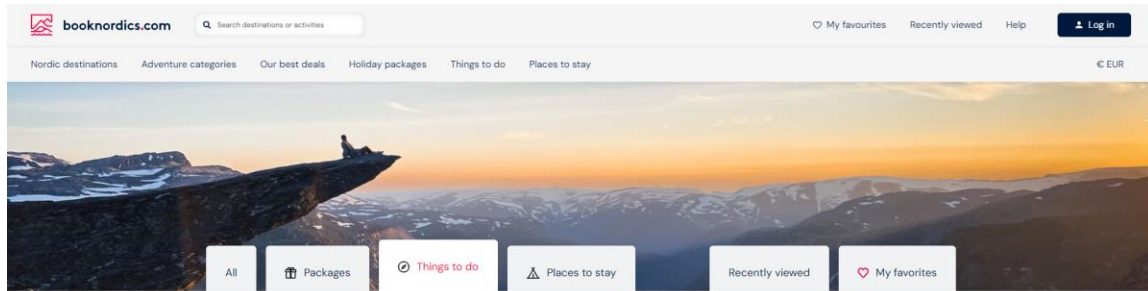 booknordics.com Search destinations or activities My favourites Recently viewed Help Log in
Nordic destinations Adventure categories Our best deals Holiday packages Things to do Places to stay € EUR
All Packages Things to do Places to stay Recently viewed My favorites